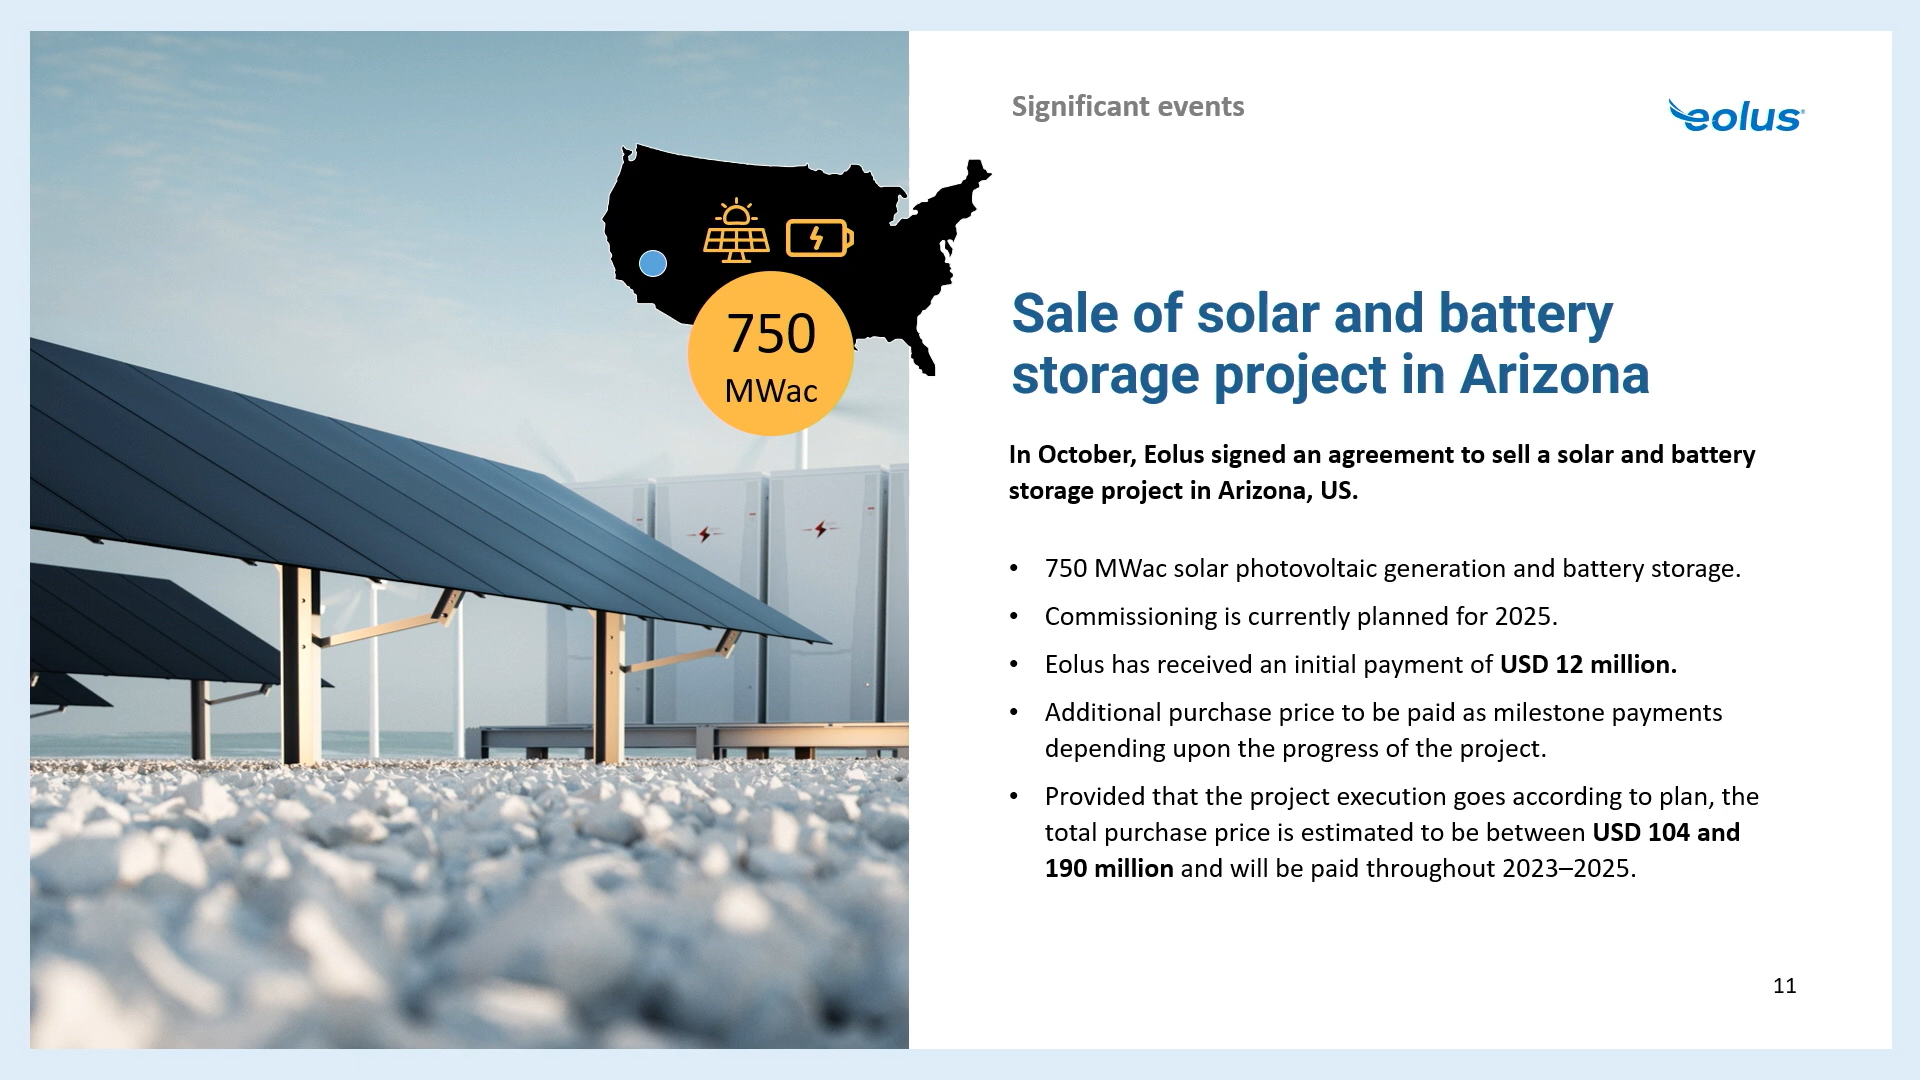 Significant events
eolus
750
MWac
Sale of solar and battery
storage project in Arizona
In October, Eolus signed an agreement to sell a solar and battery
storage project in Arizona, US.
• 750 MWac solar photovoltaic generation and battery storage.
• Commissioning is currently planned for 2025.
• Eolus has received an initial payment of USD 12 million.
• Additional purchase price to be paid as milestone payments
depending upon the progress of the project.
• Provided that the project execution goes according to plan, the
total purchase price is estimated to be between USD 104 and
190 million and will be paid throughout 2023–2025.
11